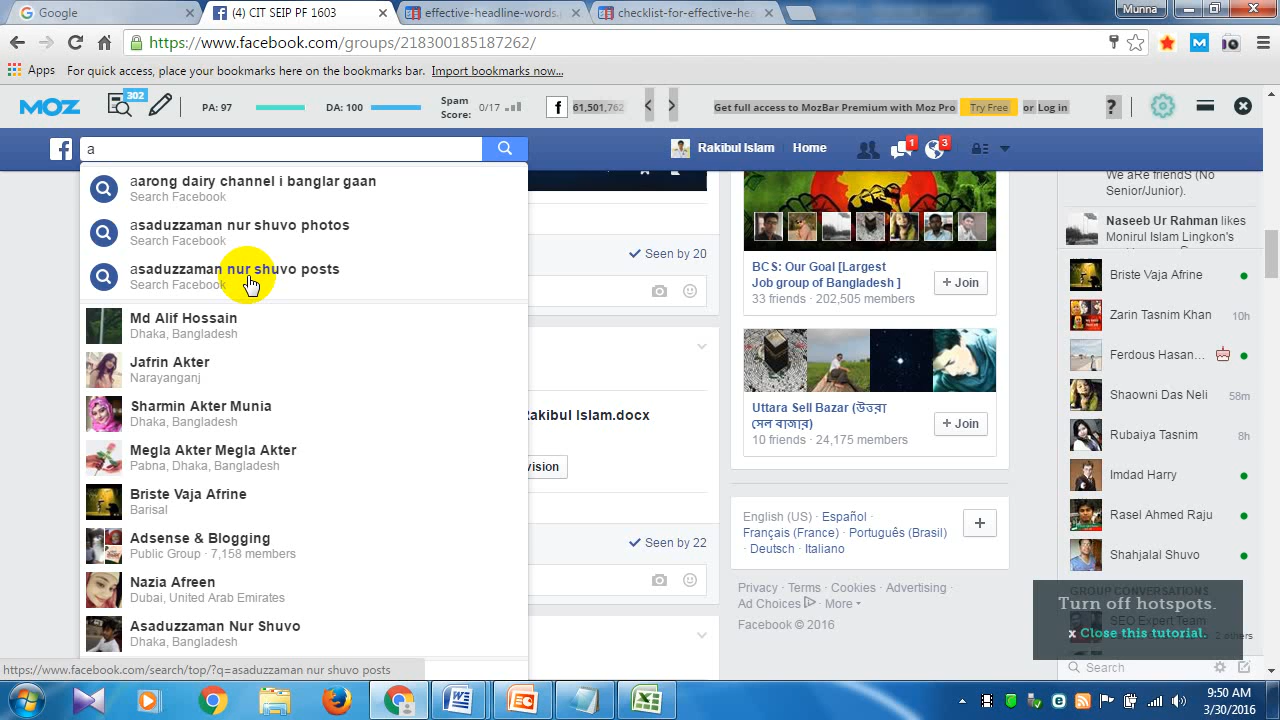 Google
(4) CIT SEIP PF 1603
effective-headline-words.
checklist-for-effective-hea
Munna
https://www.facebook.com/groups/218300185187262/
Apps
For quick access, place your bookmarks here on the bookmarks bar. Import bookmarks now...
MOZ
302
PA: 97
DA: 100
Spam
Score:
0/17
61,501,762
Get full access to MozBar Premium with Moz Pro
Try Free
or Log in
?
a
Rakibul Islam
Home
1
3
aarong dairy channel i banglar gaan
Search Facebook
asaduzzaman nur shuvo photos
Search Facebook
asaduzzaman nur shuvo posts
Search Facebook
Md Alif Hossain
Dhaka, Bangladesh
Jafrin Akter
Narayanganj
Sharmin Akter Munia
Dhaka, Bangladesh
Megla Akter Megla Akter
Pabna, Dhaka, Bangladesh
Briste Vaja Afrine
Barisal
Adsense & Blogging
Public Group · 7,158 members
Nazia Afreen
Dubai, United Arab Emirates
Asaduzzaman Nur Shuvo
Dhaka, Bangladesh
https://www.facebook.com/search/top/?q=asaduzzaman nur shuvo posts
Seen by 20
Rakibul Islam.docx
vision
Seen by 22
BCS: Our Goal [Largest
Job group of Bangladesh ]
33 friends · 202,505 members
+ Join
Uttara Sell Bazar (উত্তরা
সেল বাজার)
10 friends · 24,175 members
+ Join
English (US) · Español ·
Français (France) · Português (Brasil)
· Deutsch · Italiano
+
Privacy · Terms · Cookies · Advertising ·
Ad Choices · More
Facebook © 2016
We aRe friendS (No
Senior/Junior).
Naseeb Ur Rahman likes
Monirul Islam Lingkon's
Briste Vaja Afrine
Zarin Tasnim Khan 10h
Ferdous Hasan...
Shaowni Das Neli 58m
Rubaiya Tasnim 8h
Imdad Harry
Rasel Ahmed Raju
Shahjalal Shuvo
GROUP CONVERSATIONS
SEO Expert Team
2 others
Turn off hotspots.
x Close this tutorial.
Search
9:50 AM
3/30/2016